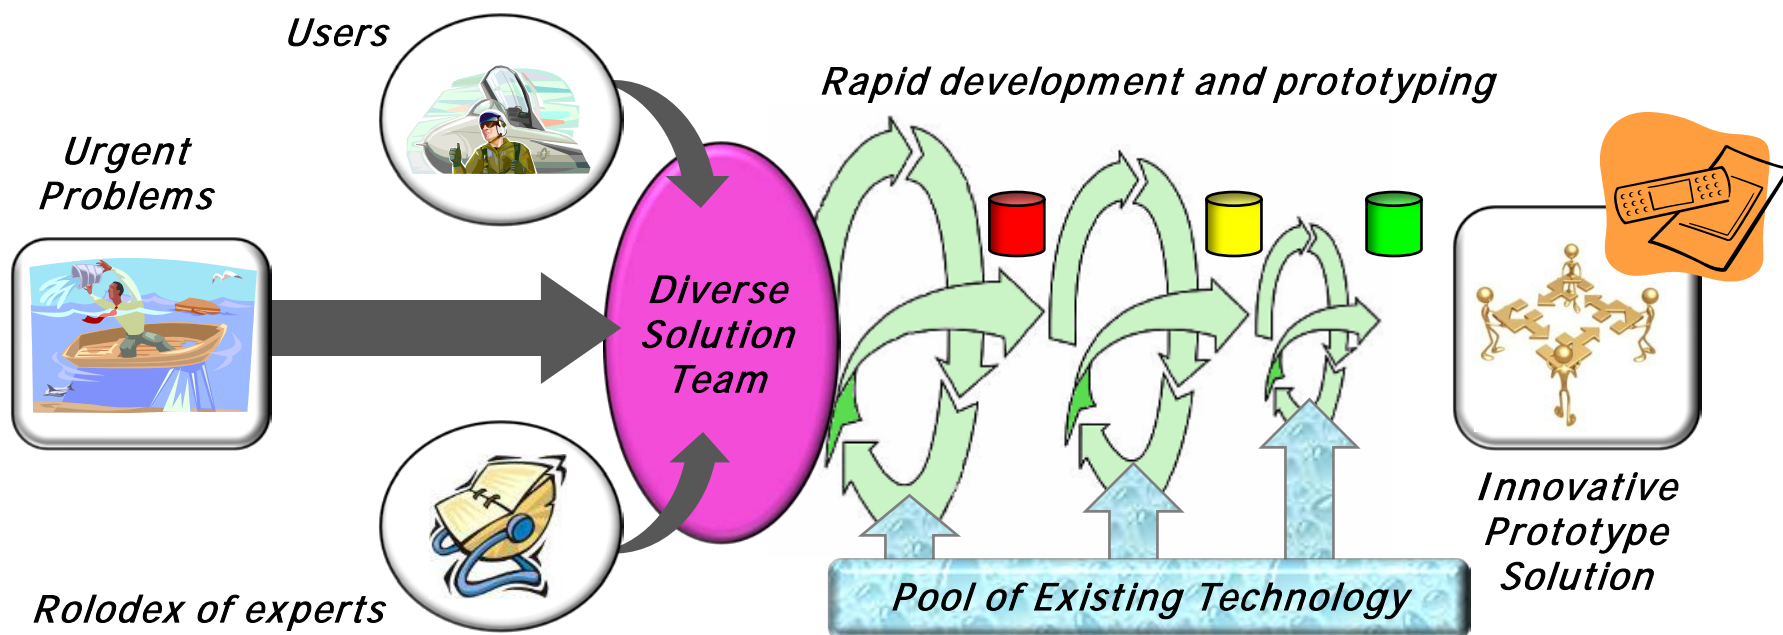 Users
Rapid development and prototyping
Urgent
Problems
Diverse
Solution
Team
Innovative
Prototype
Solution
Pool of Existing Technology
Rolodex of experts